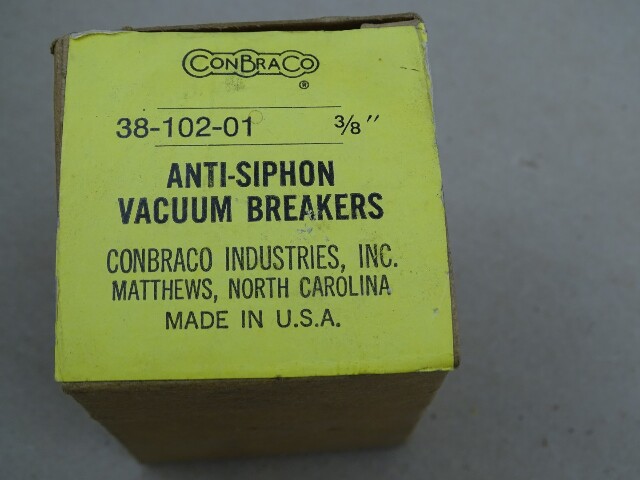 CONBRACO
®
38-102-01 3/8"
ANTI-SIPHON
VACUUM BREAKERS
CONBRACO INDUSTRIES, INC.
MATTHEWS, NORTH CAROLINA
MADE IN U.S.A.